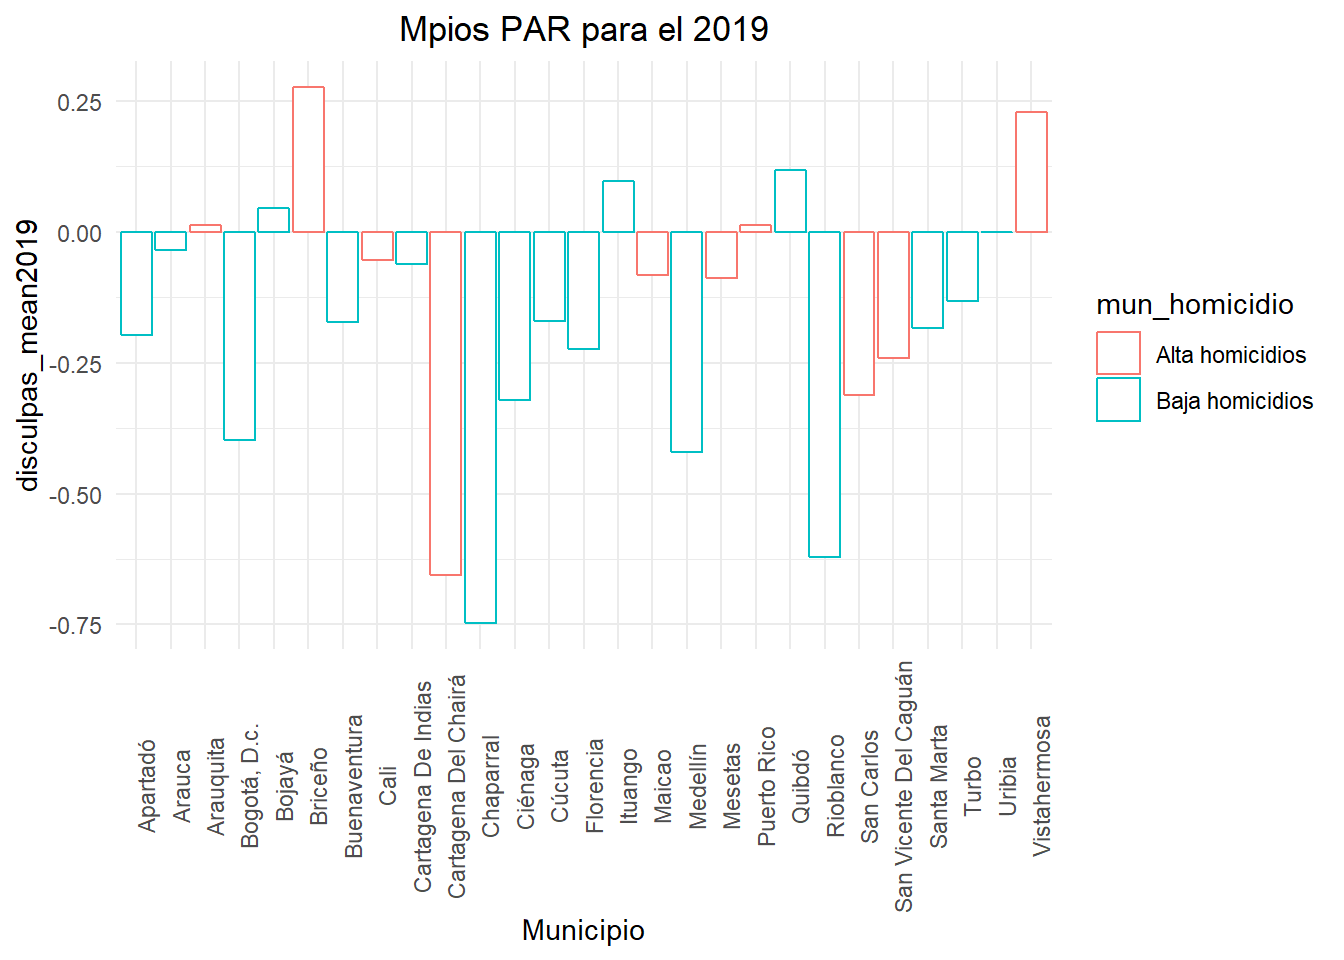 Mpios PAR para el 2019
disculpas_mean2019
0.25
0.00
-0.25
-0.50
-0.75
Apartadó
Arauca
Arauquita
Bogotá, D.c.
Bojayá
Briceño
Buenaventura
Cali
Cartagena De Indias
Cartagena Del Chairá
Chaparral
Ciénaga
Cúcuta
Florencia
Ituango
Maicao
Medellín
Mesetas
Puerto Rico
Quibdó
Rioblanco
San Carlos
San Vicente Del Caguán
Santa Marta
Turbo
Uribia
Vistahermosa
Municipio
mun_homicidio
Alta homicidios
Baja homicidios